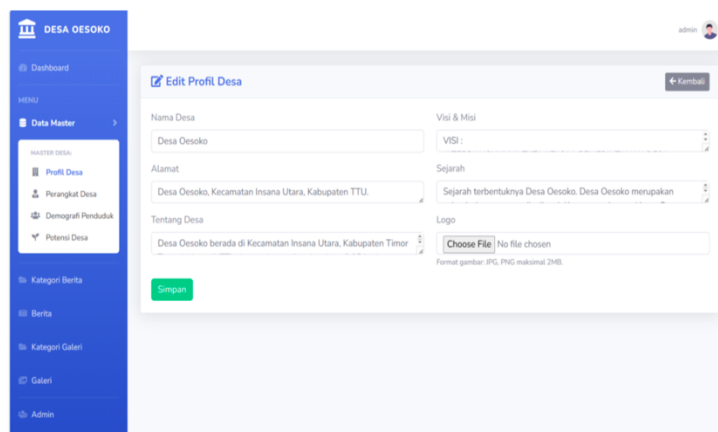 DESA OESOKO
admin
Dashboard
Edit Profil Desa
Kembali
MENU
Nama Desa
Visi & Misi
Data Master
Desa Oesoko
VISI :
MASTER DESA:
Alamat
Sejarah
Profil Desa
Perangkat Desa
Desa Oesoko, Kecamatan Insana Utara, Kabupaten TTU.
Sejarah terbentuknya Desa Oesoko. Desa Oesoko merupakan
Demografi Penduduk
Tentang Desa
Logo
Potensi Desa
Desa Oesoko berada di Kecamatan Insana Utara, Kabupaten Timor
Choose File No file chosen
Format gambar: JPG, PNG maksimal 2MB.
Kategori Berita
Simpan
Berita
Kategori Galeri
Galeri
Admin